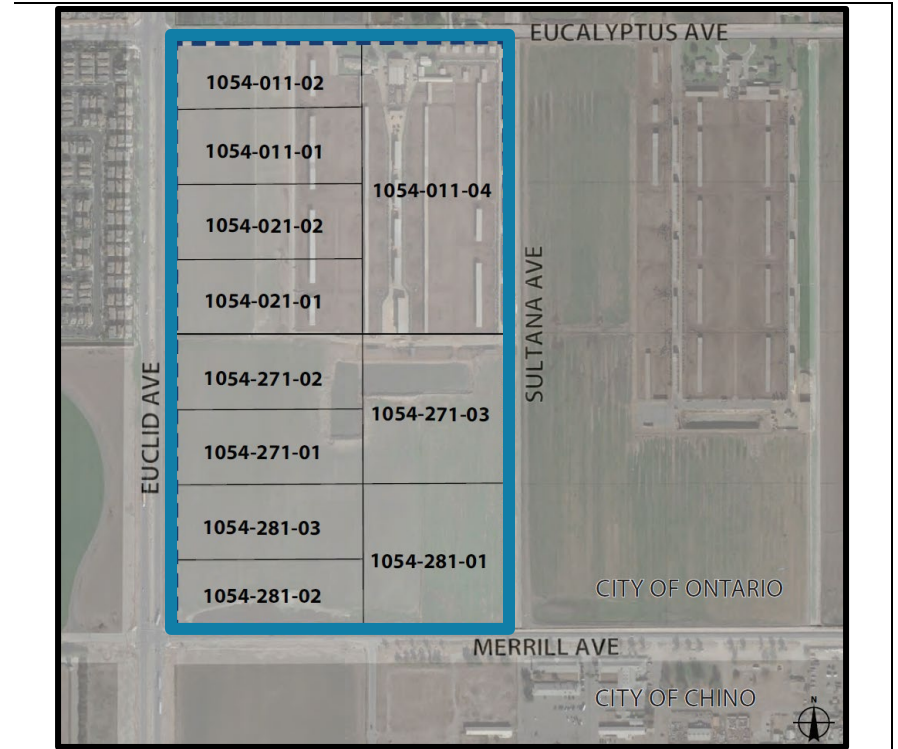 EUCALYPTUS AVE
1054-011-02
1054-011-01
1054-011-04
1054-021-02
1054-021-01
SULTANA AVE
EUCLID AVE
1054-271-02
1054-271-03
1054-271-01
1054-281-03
1054-281-01
1054-281-02
CITY OF ONTARIO
MERRILL AVE
CITY OF CHINO
N